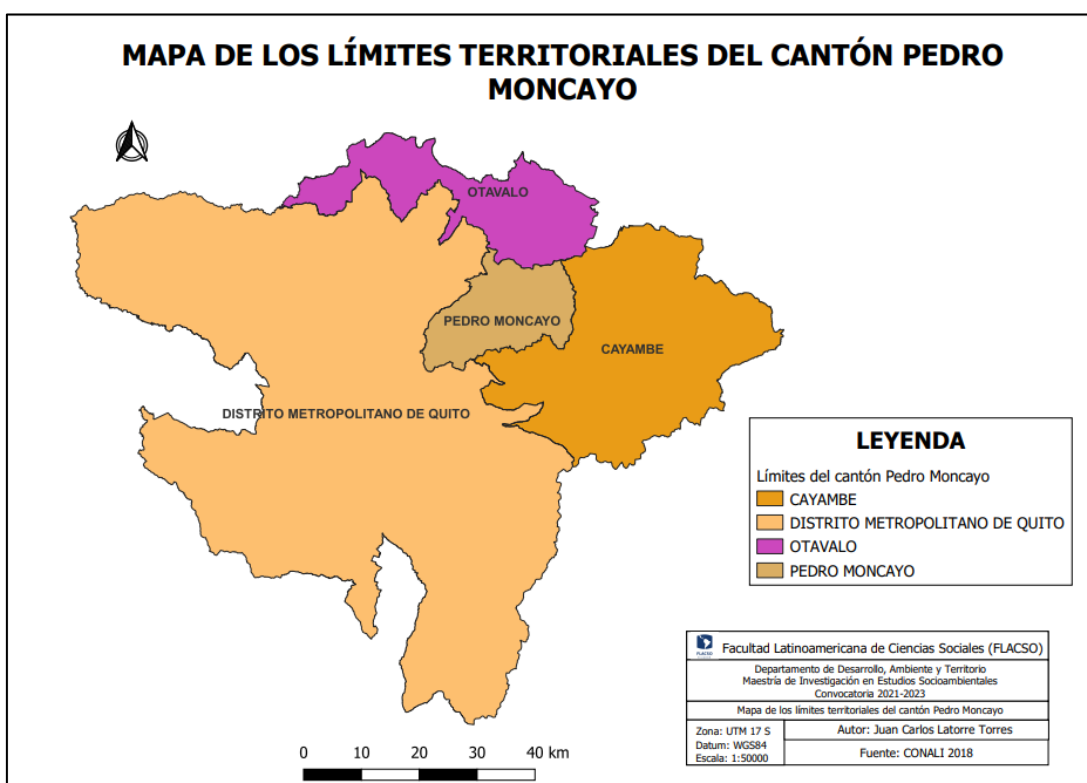 MAPA DE LOS LÍMITES TERRITORIALES DEL CANTÓN PEDRO
MONCAYO
OTAVALO
PEDRO MONCAYO
CAYAMBE
DISTRITO METROPOLITANO DE QUITO
LEYENDA
Límites del cantón Pedro Moncayo
CAYAMBE
DISTRITO METROPOLITANO DE QUITO
OTAVALO
PEDRO MONCAYO
FLACSO
Facultad Latinoamericana de Ciencias Sociales (FLACSO)
Departamento de Desarrollo, Ambiente y Territorio
Maestría de Investigación en Estudios Socioambientales
Convocatoria 2021-2023
Mapa de los límites territoriales del cantón Pedro Moncayo
Zona: UTM 17 S
Datum: WGS84
Escala: 1:50000
Autor: Juan Carlos Latorre Torres
Fuente: CONALI 2018
0 10 20 30 40 km